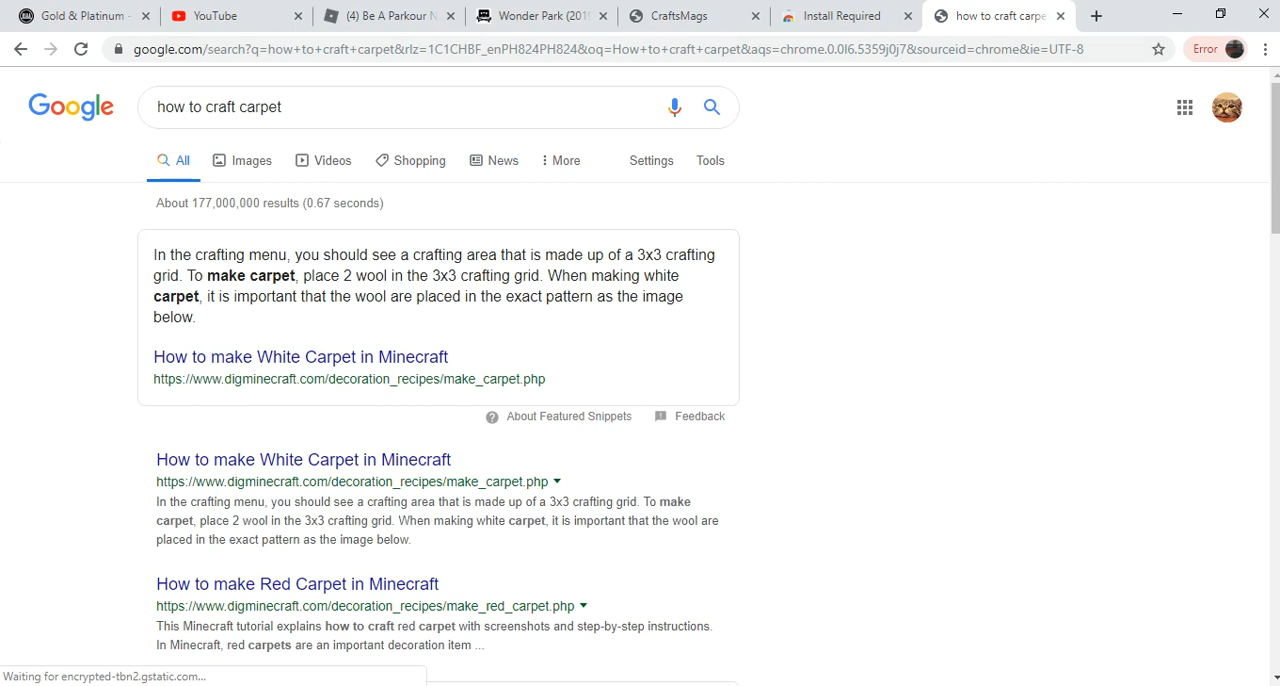 Gold & Platinum - 
YouTube
(4) Be A Parkour N
Wonder Park (2019
CraftsMags
Install Required
how to craft carpe
google.com/search?q=how+to+craft+carpet&rlz=1C1CHBF_enPH824PH824&oq=How+to+craft+carpet&aqs=chrome.0.0l6.5359j0j7&sourceid=chrome&ie=UTF-8
Error
Google
how to craft carpet
All
Images
Videos
Shopping
News
More
Settings
Tools
About 177,000,000 results (0.67 seconds)
In the crafting menu, you should see a crafting area that is made up of a 3x3 crafting
grid. To make carpet, place 2 wool in the 3x3 crafting grid. When making white
carpet, it is important that the wool are placed in the exact pattern as the image
below.
How to make White Carpet in Minecraft
https://www.digminecraft.com/decoration_recipes/make_carpet.php
About Featured Snippets
Feedback
How to make White Carpet in Minecraft
https://www.digminecraft.com/decoration_recipes/make_carpet.php
In the crafting menu, you should see a crafting area that is made up of a 3x3 crafting grid. To make
carpet, place 2 wool in the 3x3 crafting grid. When making white carpet, it is important that the wool are
placed in the exact pattern as the image below.
How to make Red Carpet in Minecraft
https://www.digminecraft.com/decoration_recipes/make_red_carpet.php
This Minecraft tutorial explains how to craft red carpet with screenshots and step-by-step instructions.
In Minecraft, red carpets are an important decoration item ...
Waiting for encrypted-tbn2.gstatic.com...